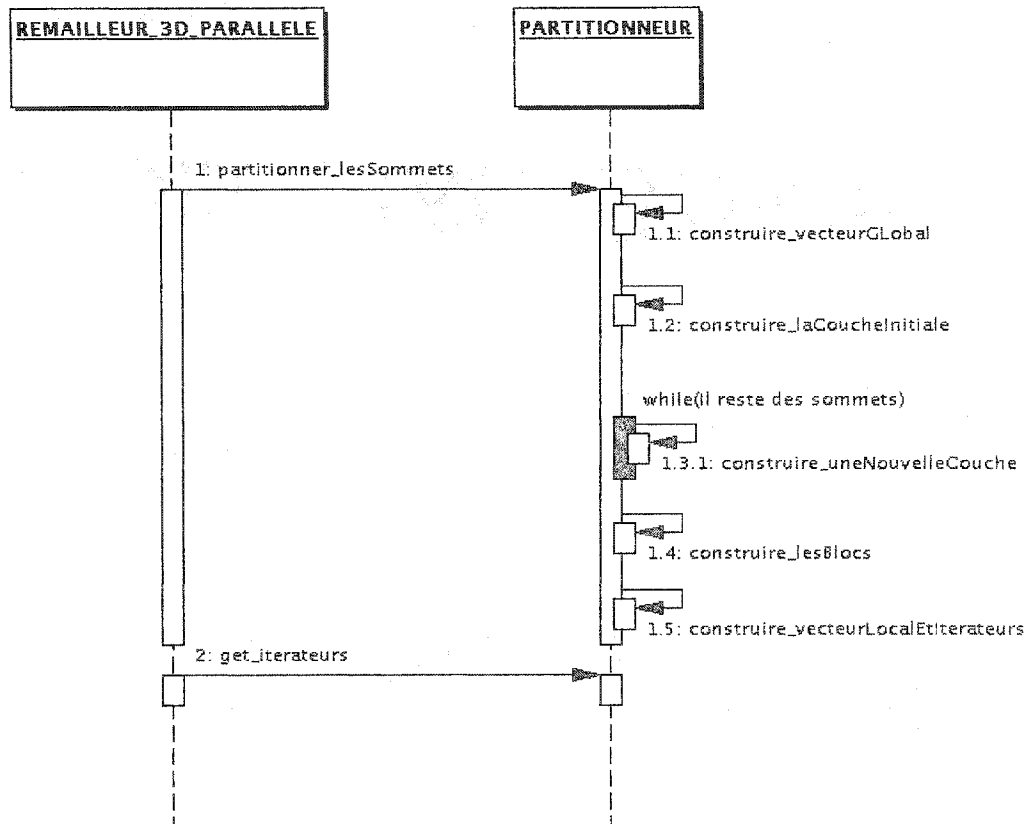 REMAILLEUR_3D_PARALLELE
PARTITIONNEUR
1: partitionner_lesSommets
1.1: construire_vecteurGLobal
1.2: construire_laCoucheInitiale
while(il reste des sommets)
1.3.1: construire_uneNouvelleCouche
1.4: construire_lesBlocs
1.5: construire_vecteurLocalEtIterateurs
2: get_iterateurs